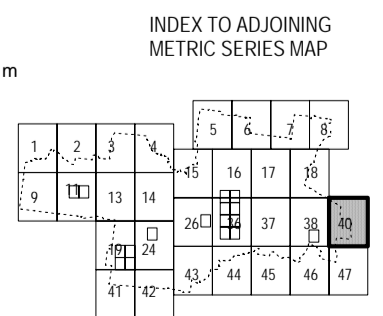 INDEX TO ADJOINING
METRIC SERIES MAP
m
5 6 7 8
1 2 3 4
15 16 17 18
9 11 13 14
26 36 37 38 40
19 24
43 44 45 46 47
41 42